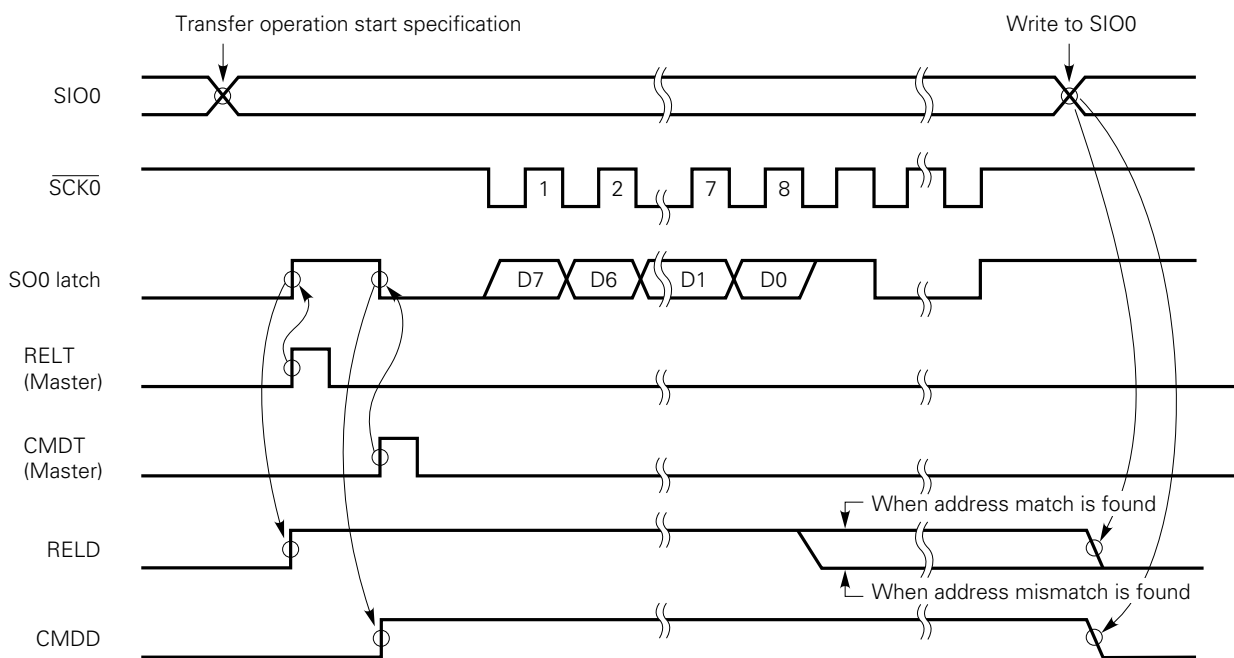 Transfer operation start specification
Write to SIO0
SIO0
SCK0
1 2 7 8
SO0 latch
D7 D6 D1 D0
RELT
(Master)
CMDT
(Master)
When address match is found
RELD
When address mismatch is found
CMDD